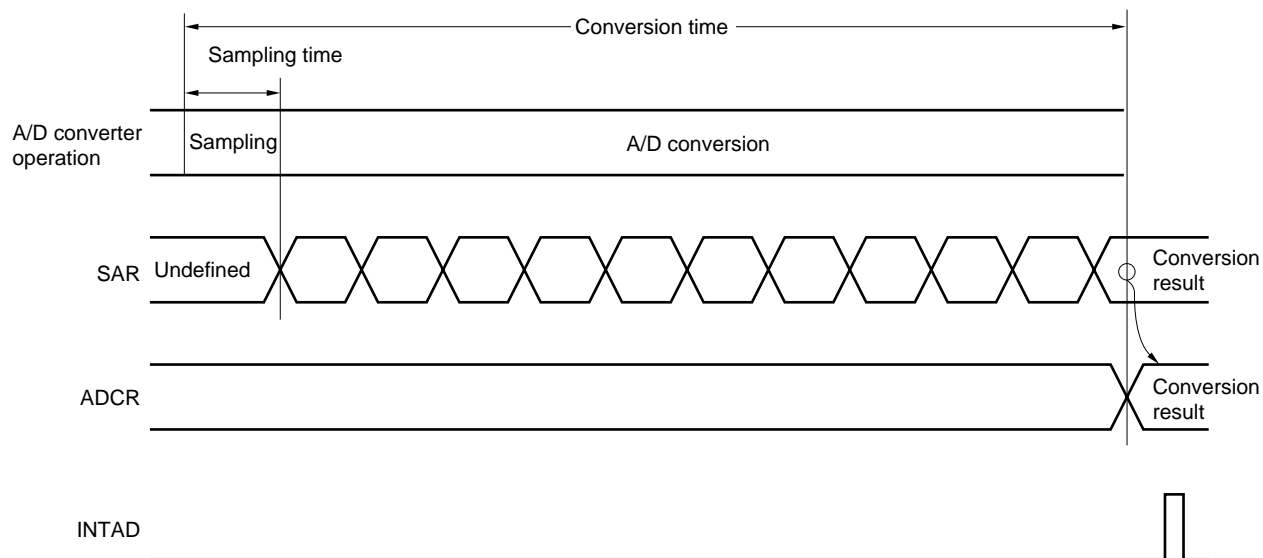 Conversion time
Sampling time
A/D converter
operation
Sampling
A/D conversion
SAR
Undefined
Conversion
result
ADCR
Conversion
result
INTAD